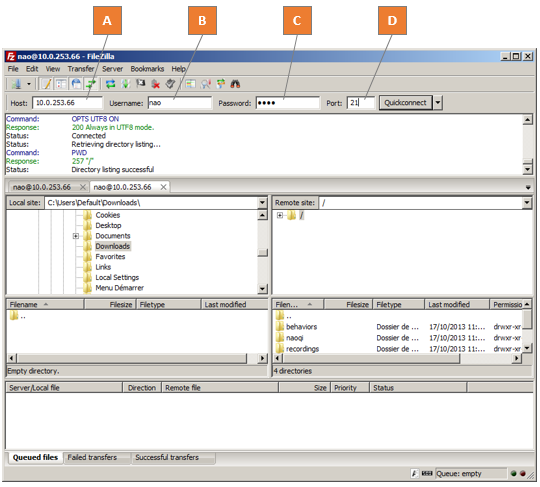 A B C D
nao@10.0.253.66 - FileZilla
File Edit View Transfer Server Bookmarks Help
Host: 10.0.253.66 Username: nao Password: •••• Port: 21 Quickconnect
Command: OPTS UTF8 ON
Response: 200 Always in UTF8 mode.
Status: Connected
Status: Retrieving directory listing...
Command: PWD
Response: 257 "/"
Status: Directory listing successful
nao@10.0.253.66 nao@10.0.253.66
Local site: C:\Users\Default\Downloads\
Cookies
Desktop
Documents
Downloads
Favorites
Links
Local Settings
Menu Démarrer
Remote site: /
/
Filename Filesize Filetype Last modified
..
Empty directory.
Filen... Filesize Filetype Last modified Permissio
..
behaviors Dossier de ... 17/10/2013 11:... drwxr-xr
naoqi Dossier de ... 17/10/2013 11:... drwxr-xr
recordings Dossier de ... 17/10/2013 11:... drwxr-xr
4 directories
Server/Local file Direction Remote file Size Priority Status
Queued files Failed transfers Successful transfers
Queue: empty